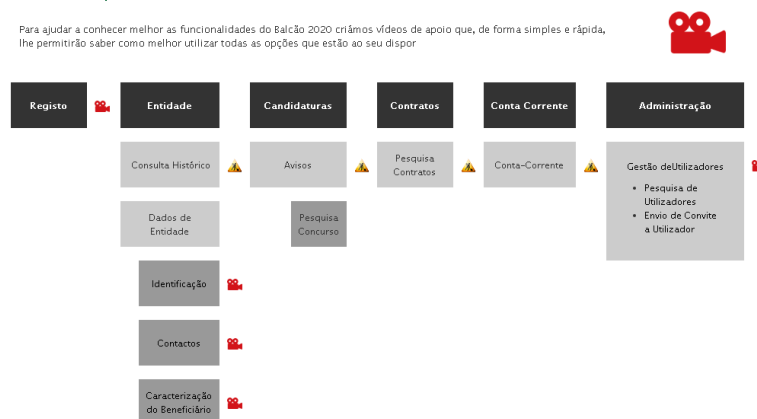 Para ajudar a conhecer melhor as funcionalidades do Balcão 2020 criámos vídeos de apoio que, de forma simples e rápida,
lhe permitirão saber como melhor utilizar todas as opções que estão ao seu dispor
Registo
Entidade
Candidaturas
Contratos
Conta Corrente
Administração
Consulta Histórico
Avisos
Pesquisa
Contratos
Conta-Corrente
Gestão deUtilizadores
Pesquisa de
Utilizadores
Envio de Convite
a Utilizador
Dados de
Entidade
Pesquisa
Concurso
Identificação
Contactos
Caracterização
do Beneficiário